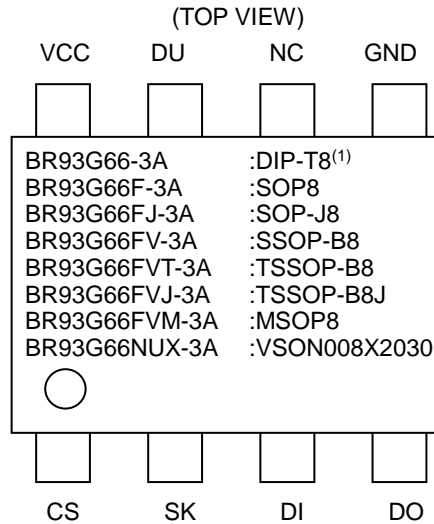 (TOP VIEW)
VCC DU NC GND
BR93G66-3A :DIP-T8(1)
BR93G66F-3A :SOP8
BR93G66FJ-3A :SOP-J8
BR93G66FV-3A :SSOP-B8
BR93G66FVT-3A :TSSOP-B8
BR93G66FVJ-3A :TSSOP-B8J
BR93G66FVM-3A :MSOP8
BR93G66NUX-3A :VSON008X2030
CS SK DI DO